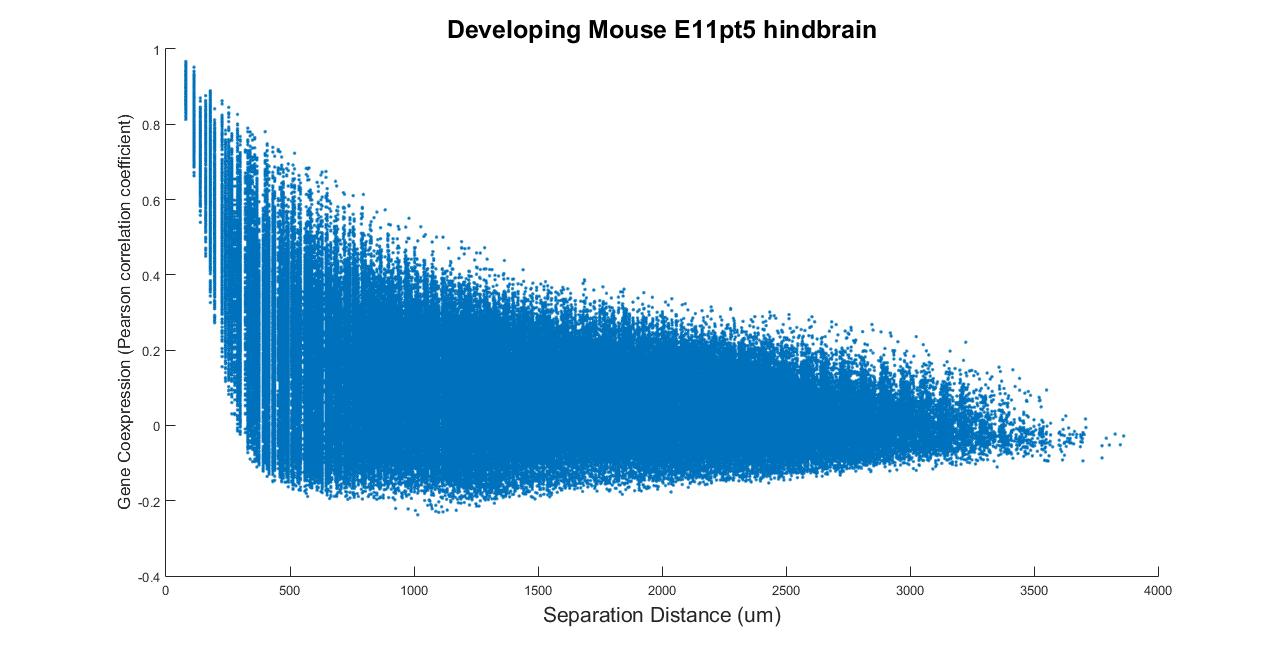 Developing Mouse E11pt5 hindbrain
Gene Coexpression (Pearson correlation coefficient)
1
0.8
0.6
0.4
0.2
0
-0.2
-0.4
0 500 1000 1500 2000 2500 3000 3500 4000
Separation Distance (um)